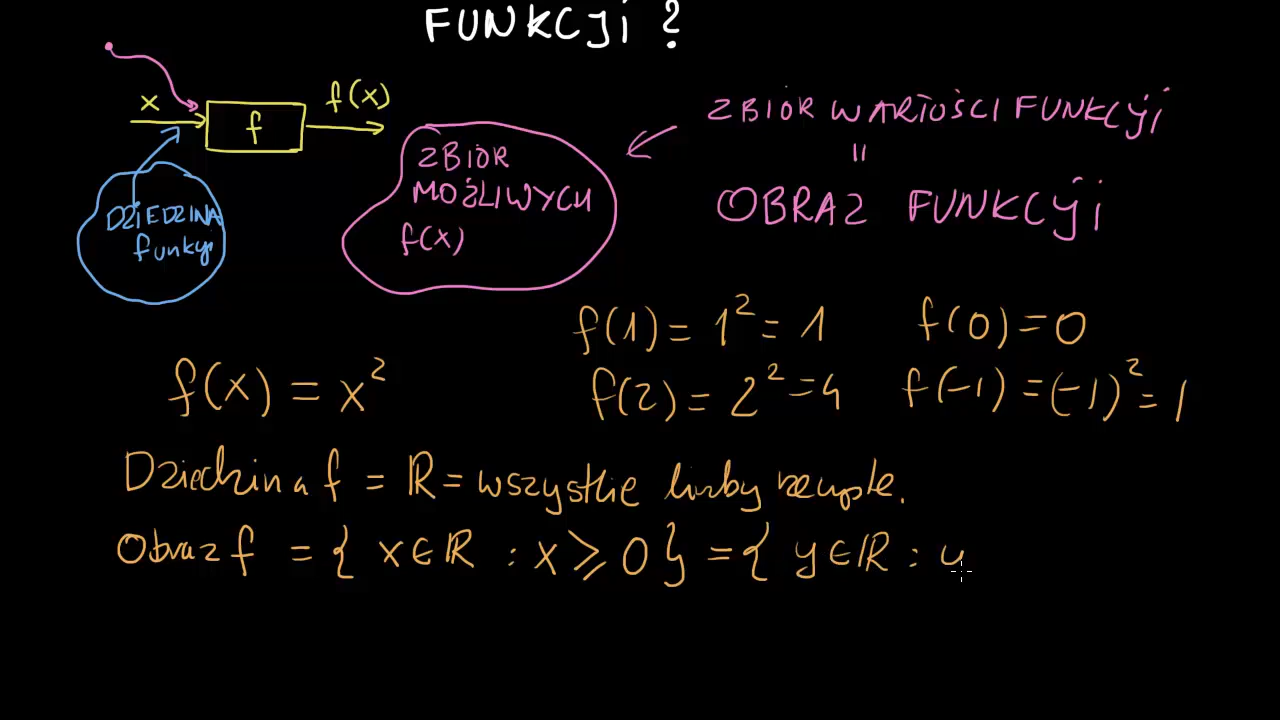 FUNKCJI?
x
f
f(x)
DZIEDZINA
funkcji
ZBIÓR
MOŻLIWYCH
f(x)
ZBIÓR WARTOŚCI FUNKCJI
=
OBRAZ FUNKCJI
f(1) = 1² = 1
f(0) = 0
f(x) = x²
f(2) = 2² = 4
f(-1) = (-1)² = 1
Dziedzina f = ℝ = wszystkie liczby rzeczywiste.
Obraz f = { x ∈ ℝ : x ⩾ 0 } = { y ∈ ℝ : y